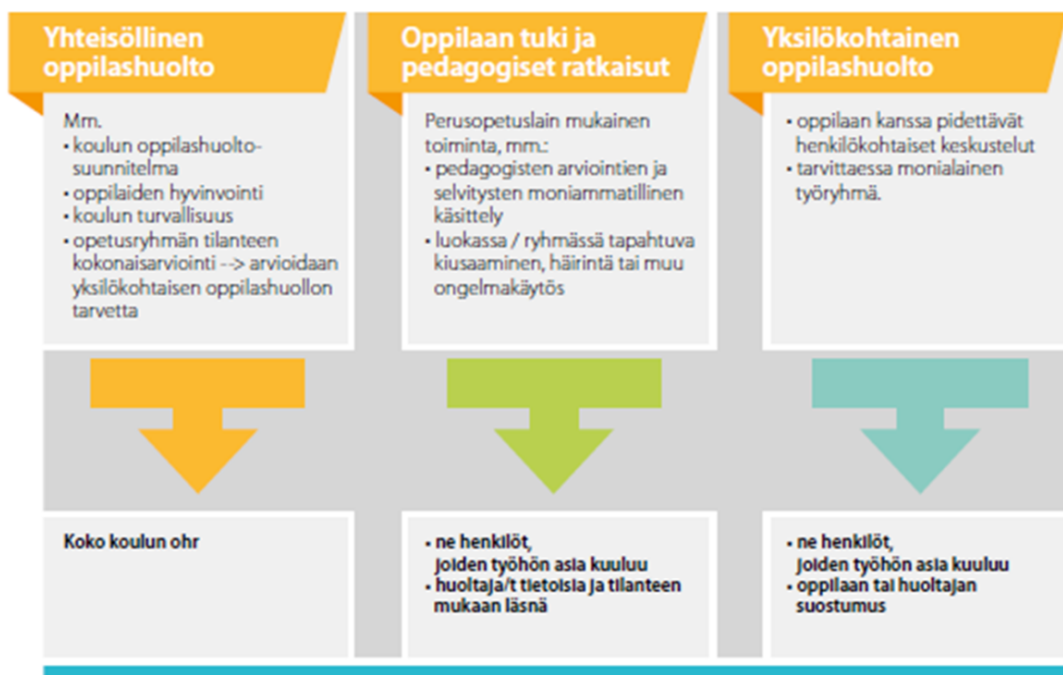 Yhteisöllinen
oppilashuolto
Mm.
• koulun oppilashuolto-
suunnitelma
• oppilaiden hyvinvointi
• koulun turvallisuus
• opetusryhmän tilanteen
kokonaisarviointi --> arvioidaan
yksilökohtaisen oppilashuollon
tarvetta
Koko koulun ohr
Oppilaan tuki ja
pedagogiset ratkaisut
Perusopetuslain mukainen
toiminta, mm.:
• pedagogisten arviointien ja
selvitysten moniammatillinen
käsittely
• luokassa / ryhmässä tapahtuva
kiusaaminen, häirintä tai muu
ongelmakäytös
• ne henkilöt,
joiden työhön asia kuuluu
• huoltaja/t tietoisia ja tilanteen
mukaan läsnä
Yksilökohtainen
oppilashuolto
• oppilaan kanssa pidettävät
henkilökohtaiset keskustelut
• tarvittaessa monialainen
työryhmä.
• ne henkilöt,
joiden työhön asia kuuluu
• oppilaan tai huoltajan
suostumus